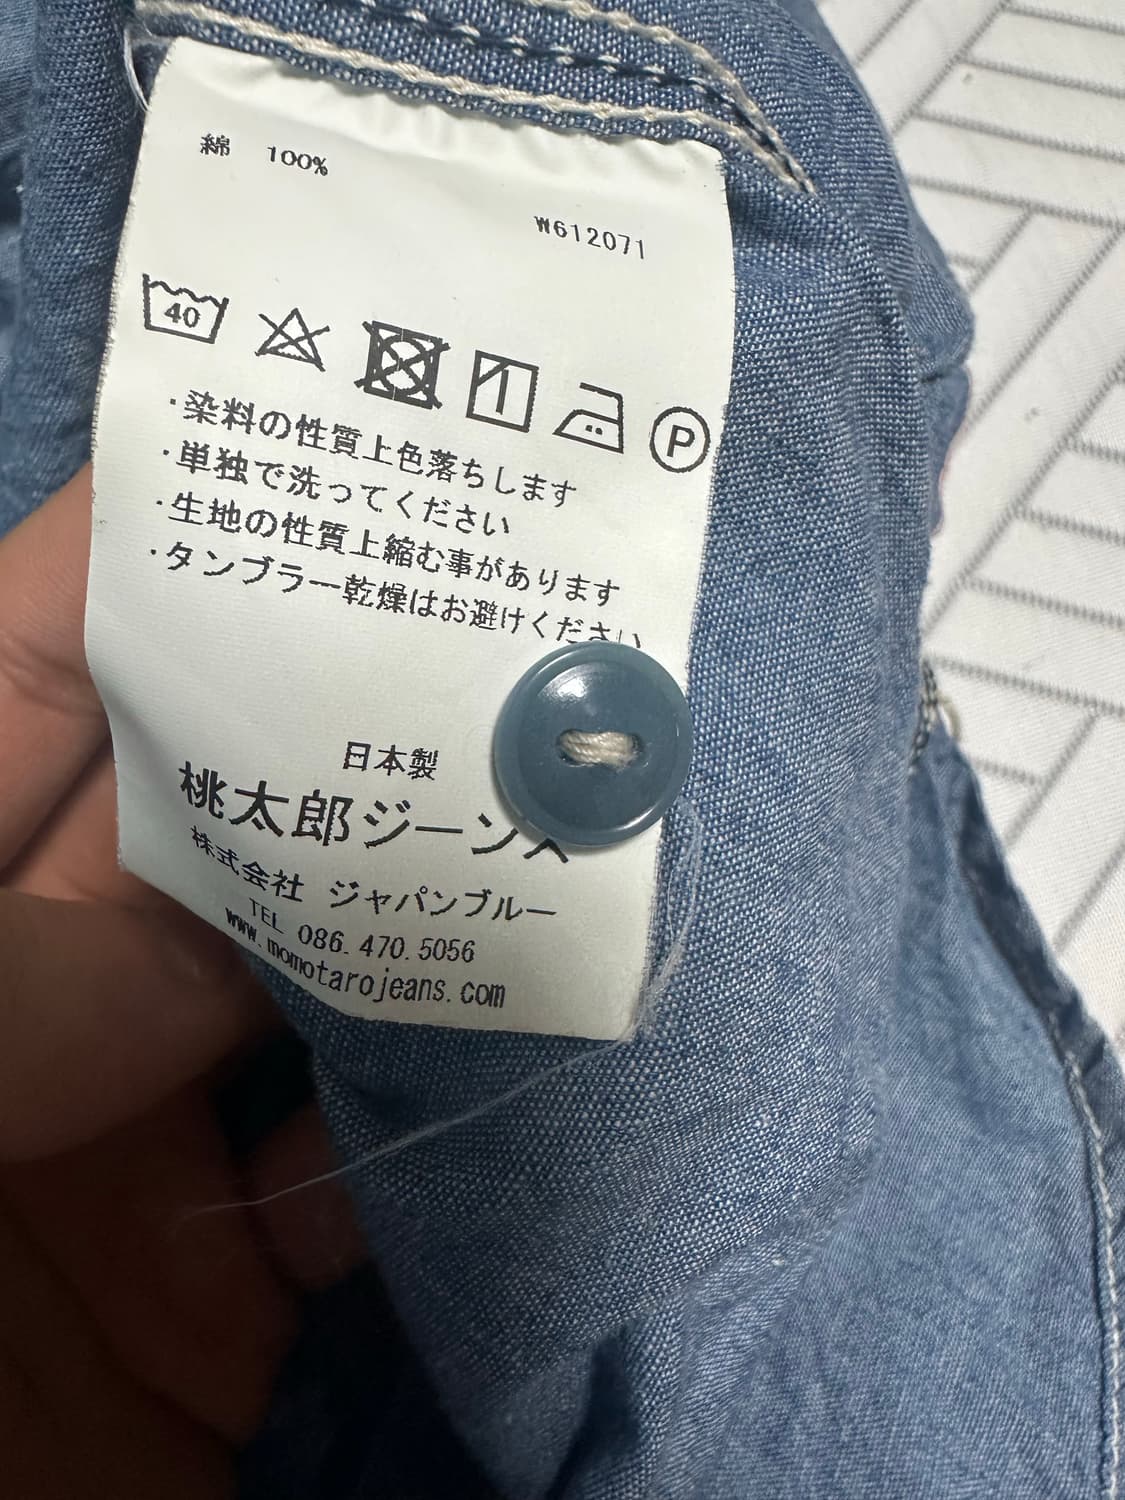 綿 100%
W612071
40
P
・染料の性質上色落ちします
・単独で洗ってください
・生地の性質上縮む事があります
・タンブラー乾燥はお避けください
日本製
桃太郎ジーンズ
株式会社 ジャパンブルー
TEL 086.470.5056
www.momotarojeans.com